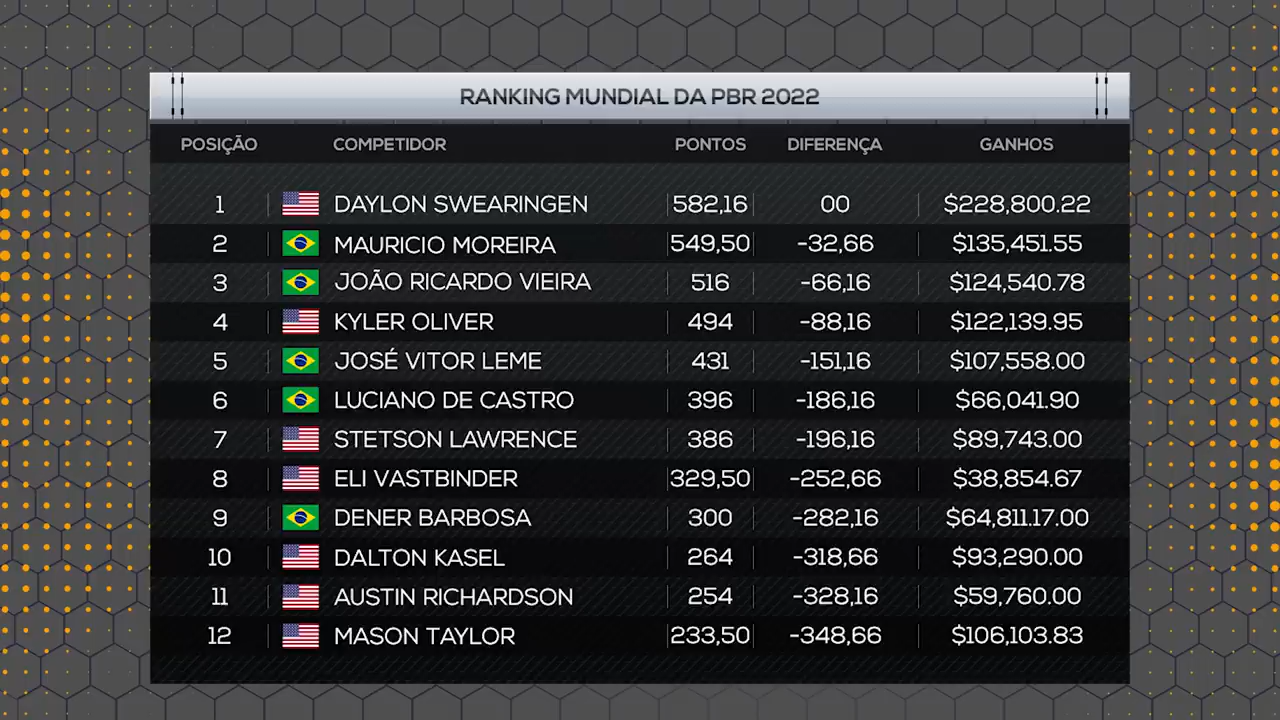 RANKING MUNDIAL DA PBR 2022
POSIÇÃO COMPETIDOR PONTOS DIFERENÇA GANHOS
1 DAYLON SWEARINGEN 582,16 00 $228,800.22
2 MAURICIO MOREIRA 549,50 -32,66 $135,451.55
3 JOÃO RICARDO VIEIRA 516 -66,16 $124,540.78
4 KYLER OLIVER 494 -88,16 $122,139.95
5 JOSÉ VITOR LEME 431 -151,16 $107,558.00
6 LUCIANO DE CASTRO 396 -186,16 $66,041.90
7 STETSON LAWRENCE 386 -196,16 $89,743.00
8 ELI VASTBINDER 329,50 -252,66 $38,854.67
9 DENER BARBOSA 300 -282,16 $64,811.17.00
10 DALTON KASEL 264 -318,66 $93,290.00
11 AUSTIN RICHARDSON 254 -328,16 $59,760.00
12 MASON TAYLOR 233,50 -348,66 $106,103.83